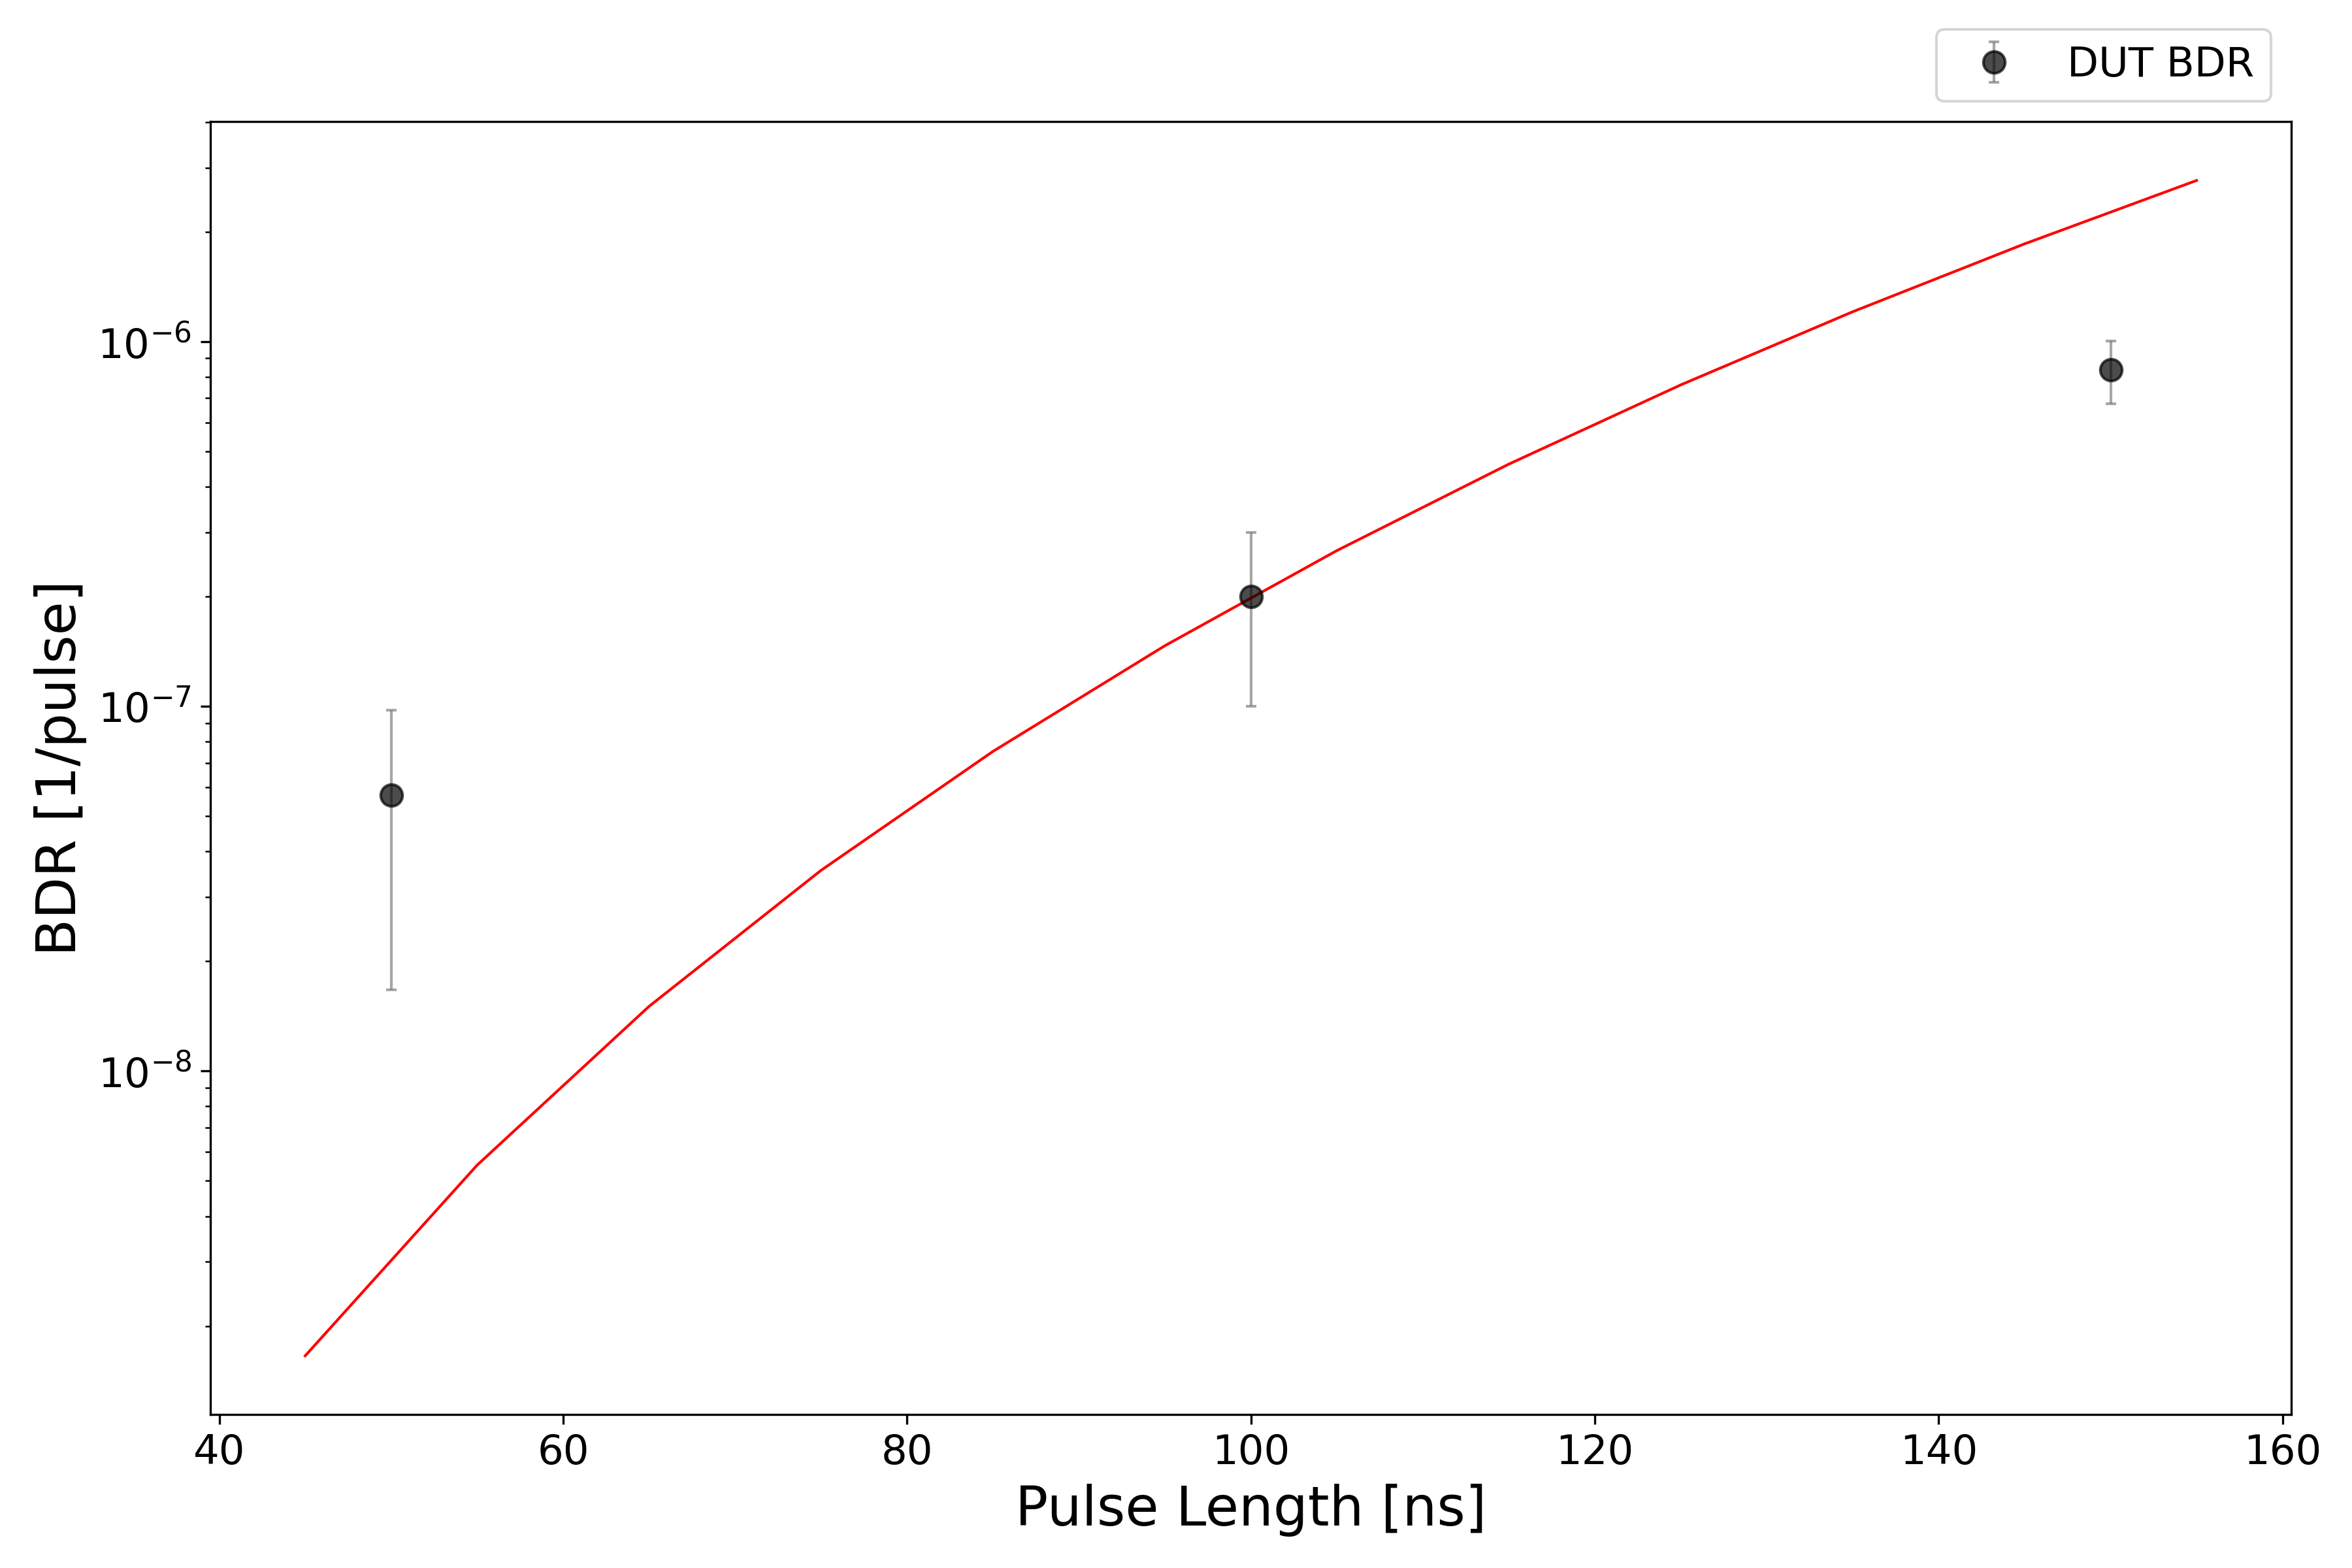 DUT BDR
BDR [1/pulse]
10⁻⁶
10⁻⁷
10⁻⁸
40 60 80 100 120 140 160
Pulse Length [ns]